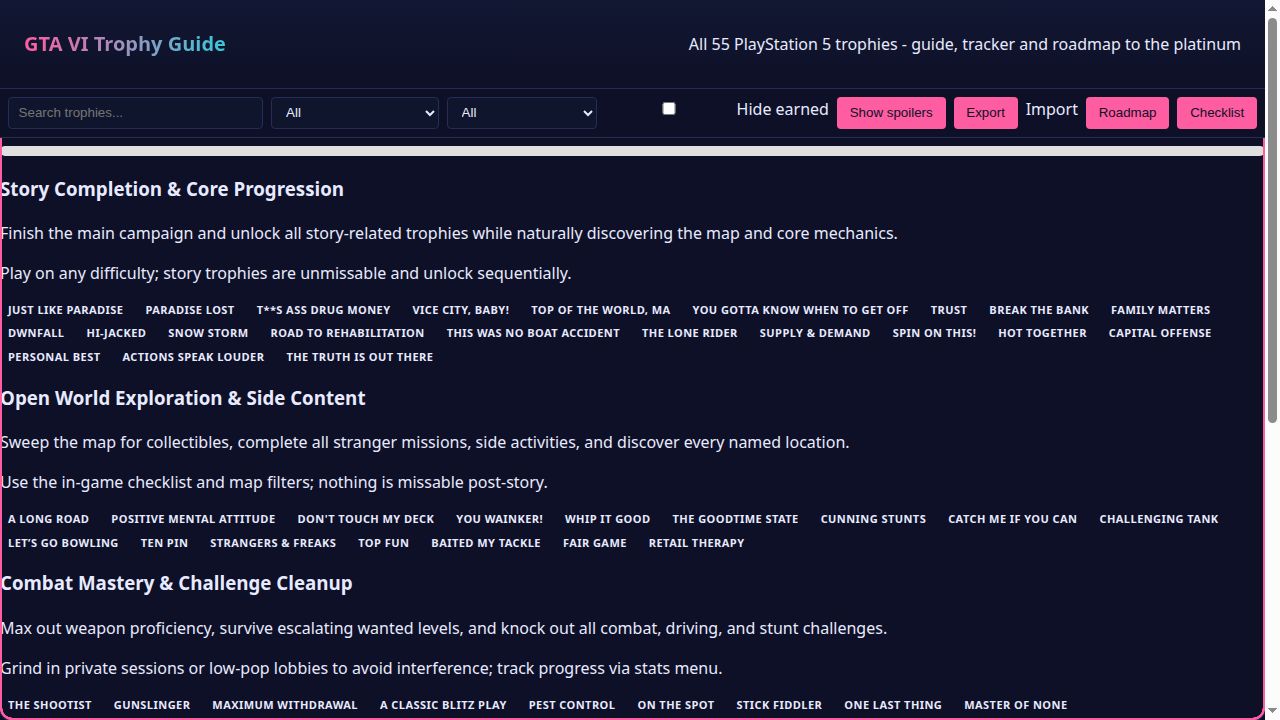 GTA VI Trophy Guide
All 55 PlayStation 5 trophies - guide, tracker and roadmap to the platinum
Search trophies... All All Hide earned Show spoilers Export Import Roadmap Checklist
Story Completion & Core Progression
Finish the main campaign and unlock all story-related trophies while naturally discovering the map and core mechanics.
Play on any difficulty; story trophies are unmissable and unlock sequentially.
JUST LIKE PARADISE PARADISE LOST T**S ASS DRUG MONEY VICE CITY, BABY! TOP OF THE WORLD, MA YOU GOTTA KNOW WHEN TO GET OFF TRUST BREAK THE BANK FAMILY MATTERS
DWNFALL HI-JACKED SNOW STORM ROAD TO REHABILITATION THIS WAS NO BOAT ACCIDENT THE LONE RIDER SUPPLY & DEMAND SPIN ON THIS! HOT TOGETHER CAPITAL OFFENSE
PERSONAL BEST ACTIONS SPEAK LOUDER THE TRUTH IS OUT THERE
Open World Exploration & Side Content
Sweep the map for collectibles, complete all stranger missions, side activities, and discover every named location.
Use the in-game checklist and map filters; nothing is missable post-story.
A LONG ROAD POSITIVE MENTAL ATTITUDE DON'T TOUCH MY DECK YOU WAINKER! WHIP IT GOOD THE GOODTIME STATE CUNNING STUNTS CATCH ME IF YOU CAN CHALLENGING TANK
LET'S GO BOWLING TEN PIN STRANGERS & FREAKS TOP FUN BAITED MY TACKLE FAIR GAME RETAIL THERAPY
Combat Mastery & Challenge Cleanup
Max out weapon proficiency, survive escalating wanted levels, and knock out all combat, driving, and stunt challenges.
Grind in private sessions or low-pop lobbies to avoid interference; track progress via stats menu.
THE SHOOTIST GUNSLINGER MAXIMUM WITHDRAWAL A CLASSIC BLITZ PLAY PEST CONTROL ON THE SPOT STICK FIDDLER ONE LAST THING MASTER OF NONE